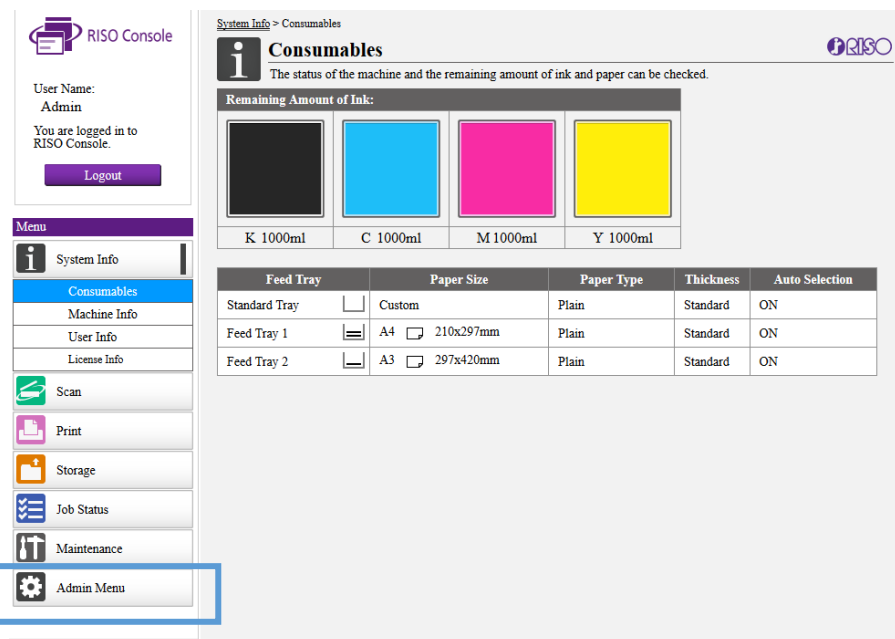 RISO Console
User Name:
Admin
You are logged in to
RISO Console.
Logout
Menu
System Info
Consumables
Machine Info
User Info
License Info
Scan
Print
Storage
Job Status
Maintenance
Admin Menu
System Info > Consumables
Consumables
RISO
The status of the machine and the remaining amount of ink and paper can be checked.
Remaining Amount of Ink:
K 1000ml C 1000ml M 1000ml Y 1000ml
Feed Tray Paper Size Paper Type Thickness Auto Selection
Standard Tray Custom Plain Standard ON
Feed Tray 1 A4 210x297mm Plain Standard ON
Feed Tray 2 A3 297x420mm Plain Standard ON